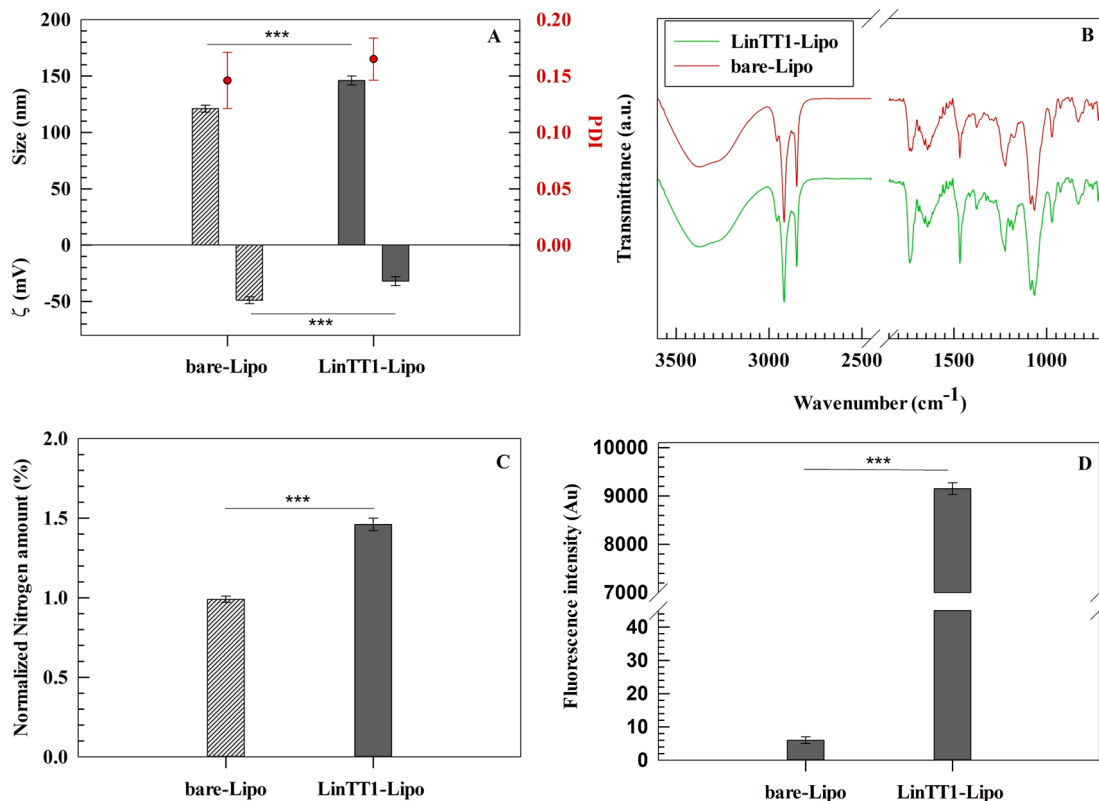 A
200
150
100
50
0
-50
Size (nm)
ζ (mV)
0.20
0.15
0.10
0.05
0.00
PDI
***
***
bare-Lipo
LinTT1-Lipo
B
LinTT1-Lipo
bare-Lipo
Transmittance (a.u.)
3500
3000
2500
1500
1000
Wavenumber (cm-1)
C
2.0
1.5
1.0
0.5
0.0
Normalized Nitrogen amount (%)
***
bare-Lipo
LinTT1-Lipo
D
10000
9000
8000
7000
40
30
20
10
0
Fluorescence intensity (Au)
***
bare-Lipo
LinTT1-Lipo